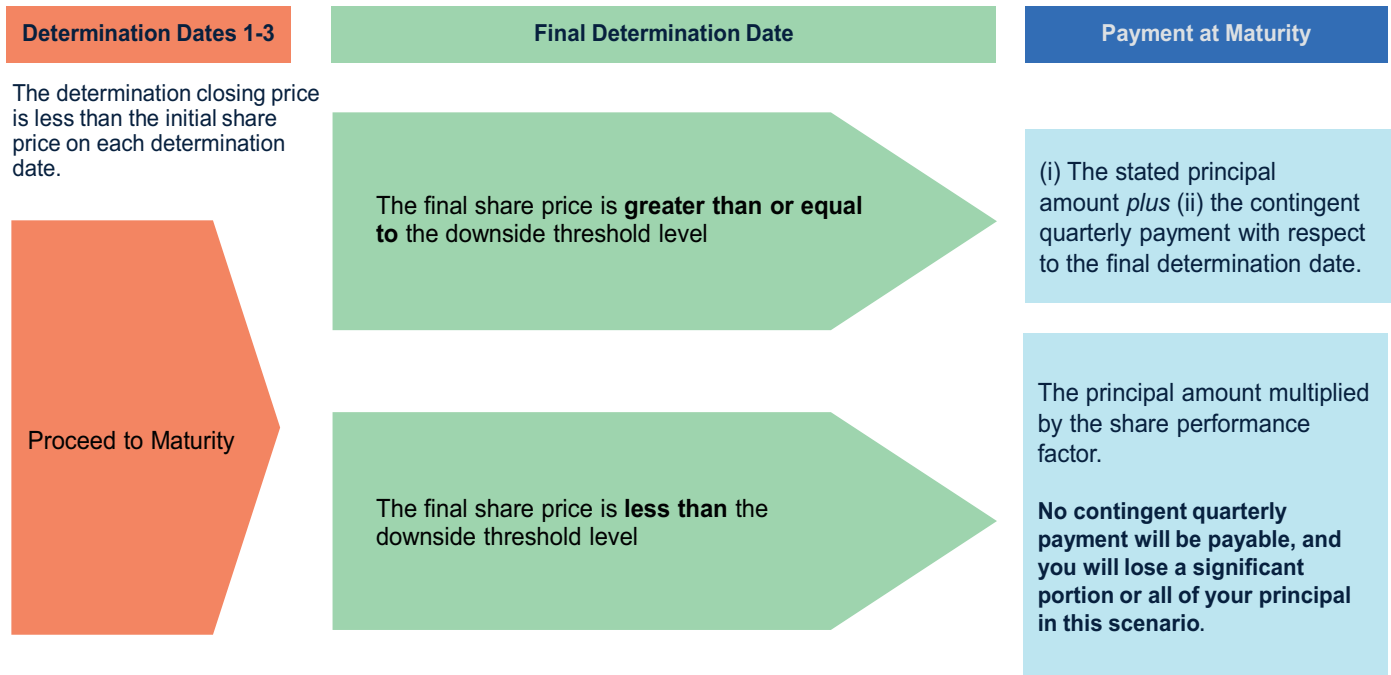 Determination Dates 1-3
Final Determination Date
Payment at Maturity
The determination closing price
is less than the initial share
price on each determination
date.
Proceed to Maturity
The final share price is greater than or equal
to the downside threshold level
(i) The stated principal
amount plus (ii) the contingent
quarterly payment with respect
to the final determination date.
The final share price is less than the
downside threshold level
The principal amount multiplied
by the share performance
factor.
No contingent quarterly
payment will be payable, and
you will lose a significant
portion or all of your principal
in this scenario.